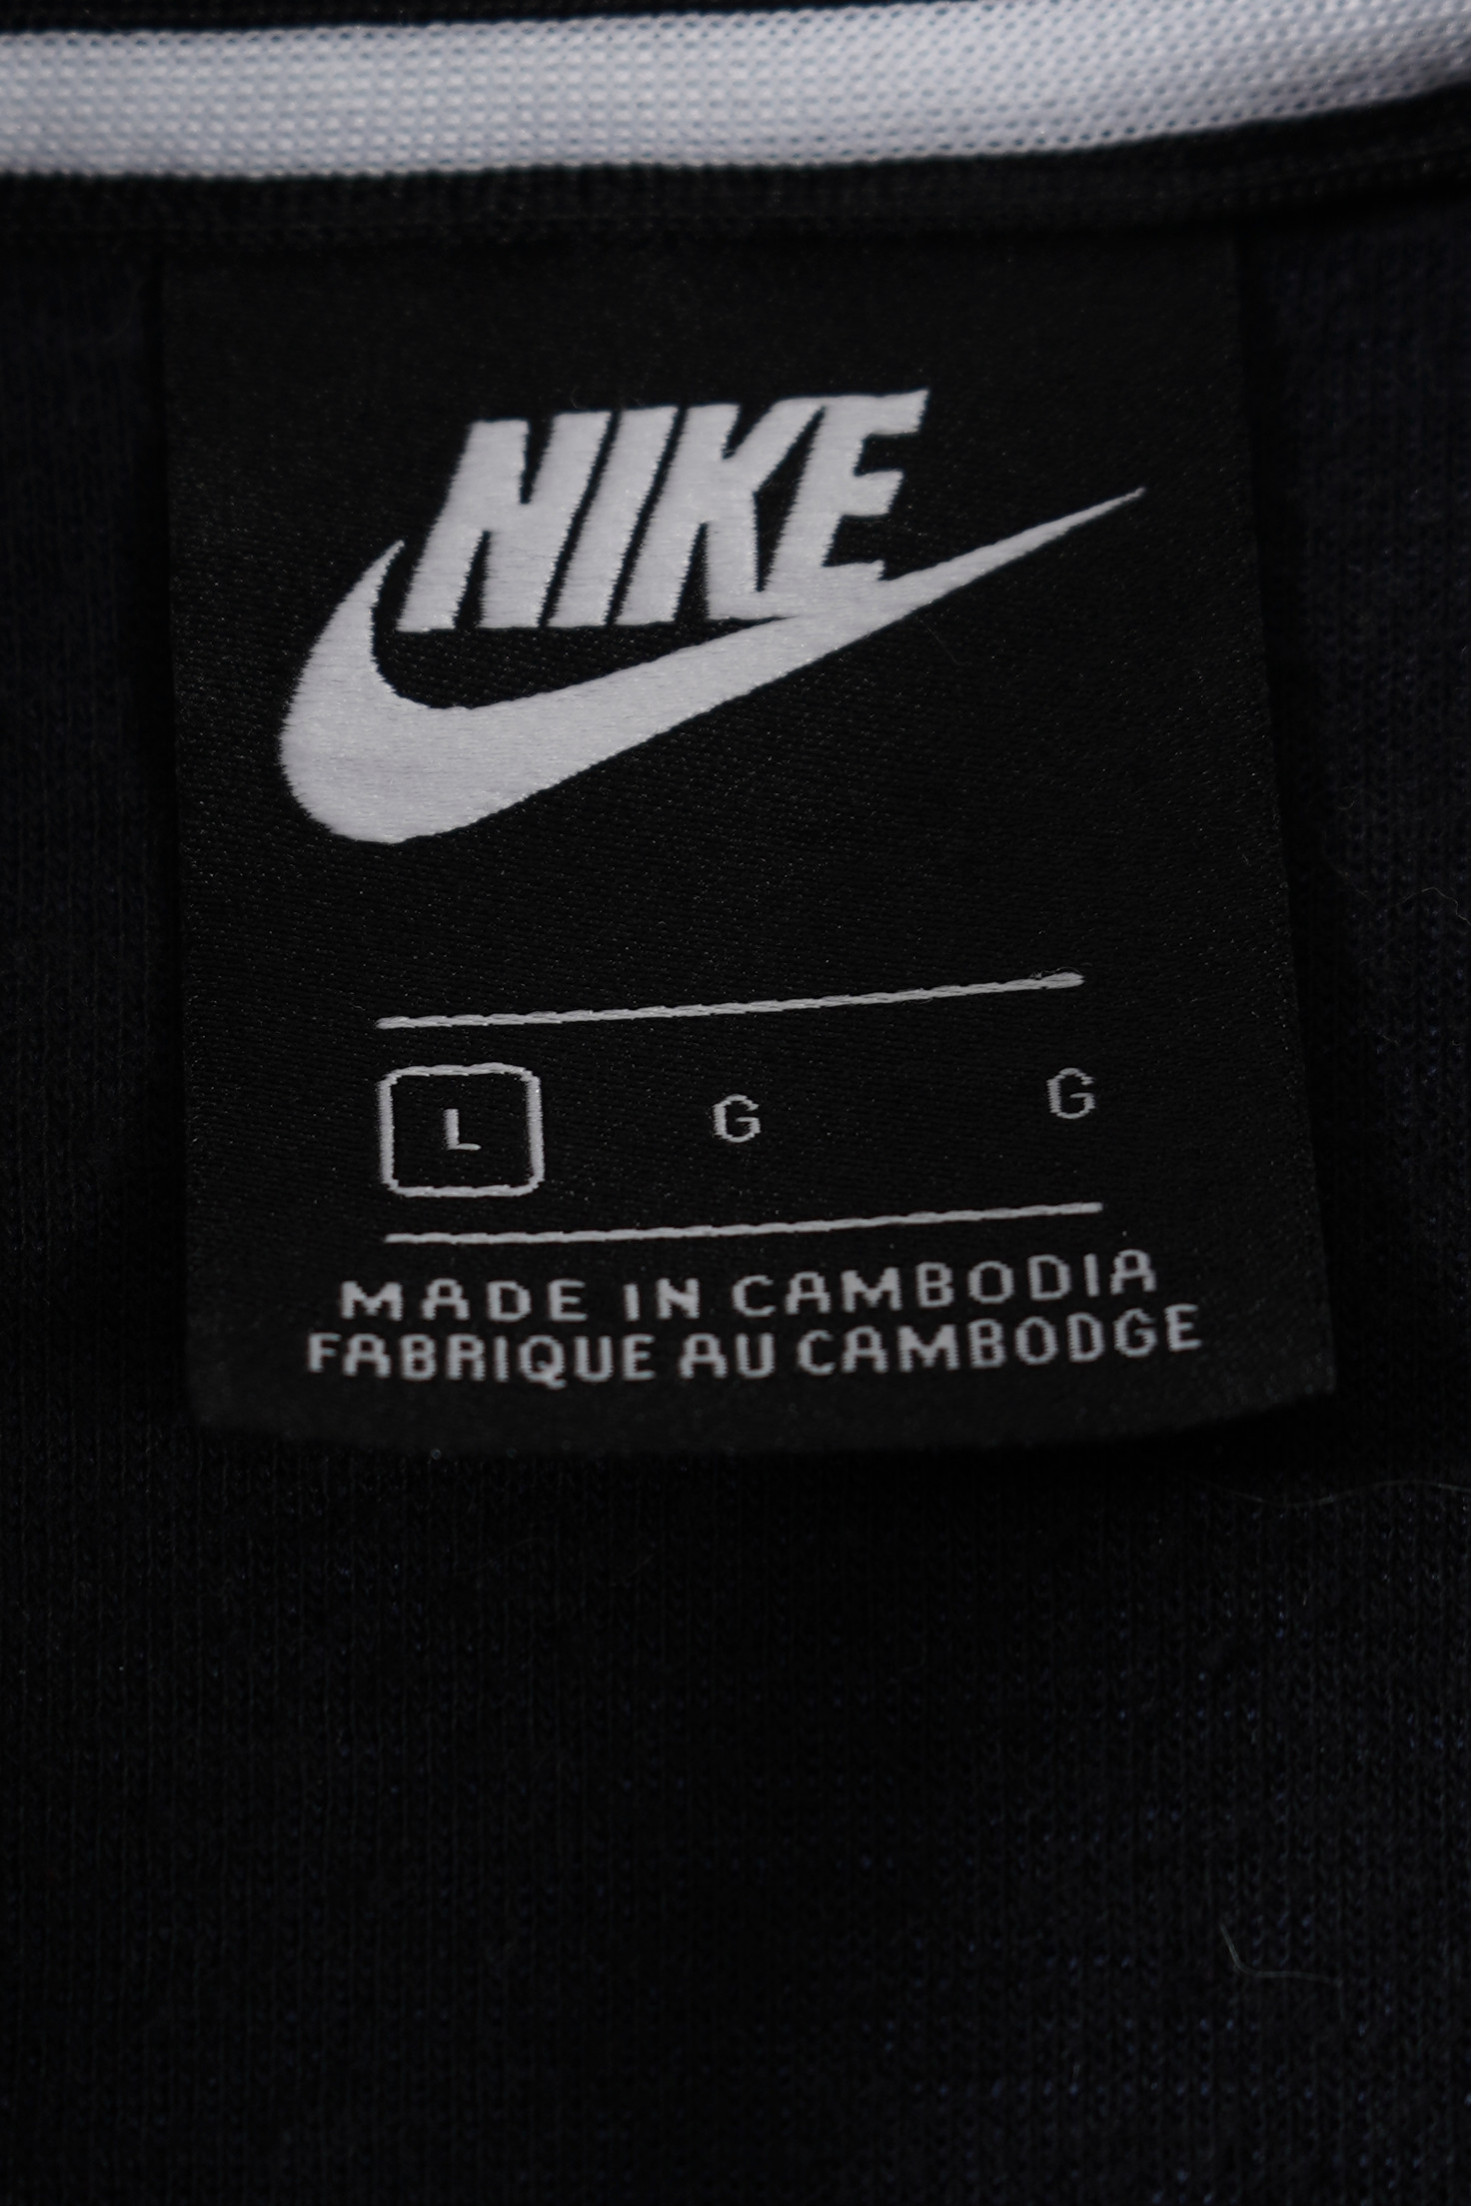 NIKE
L G G
MADE IN CAMBODIA
FABRIQUE AU CAMBODGE